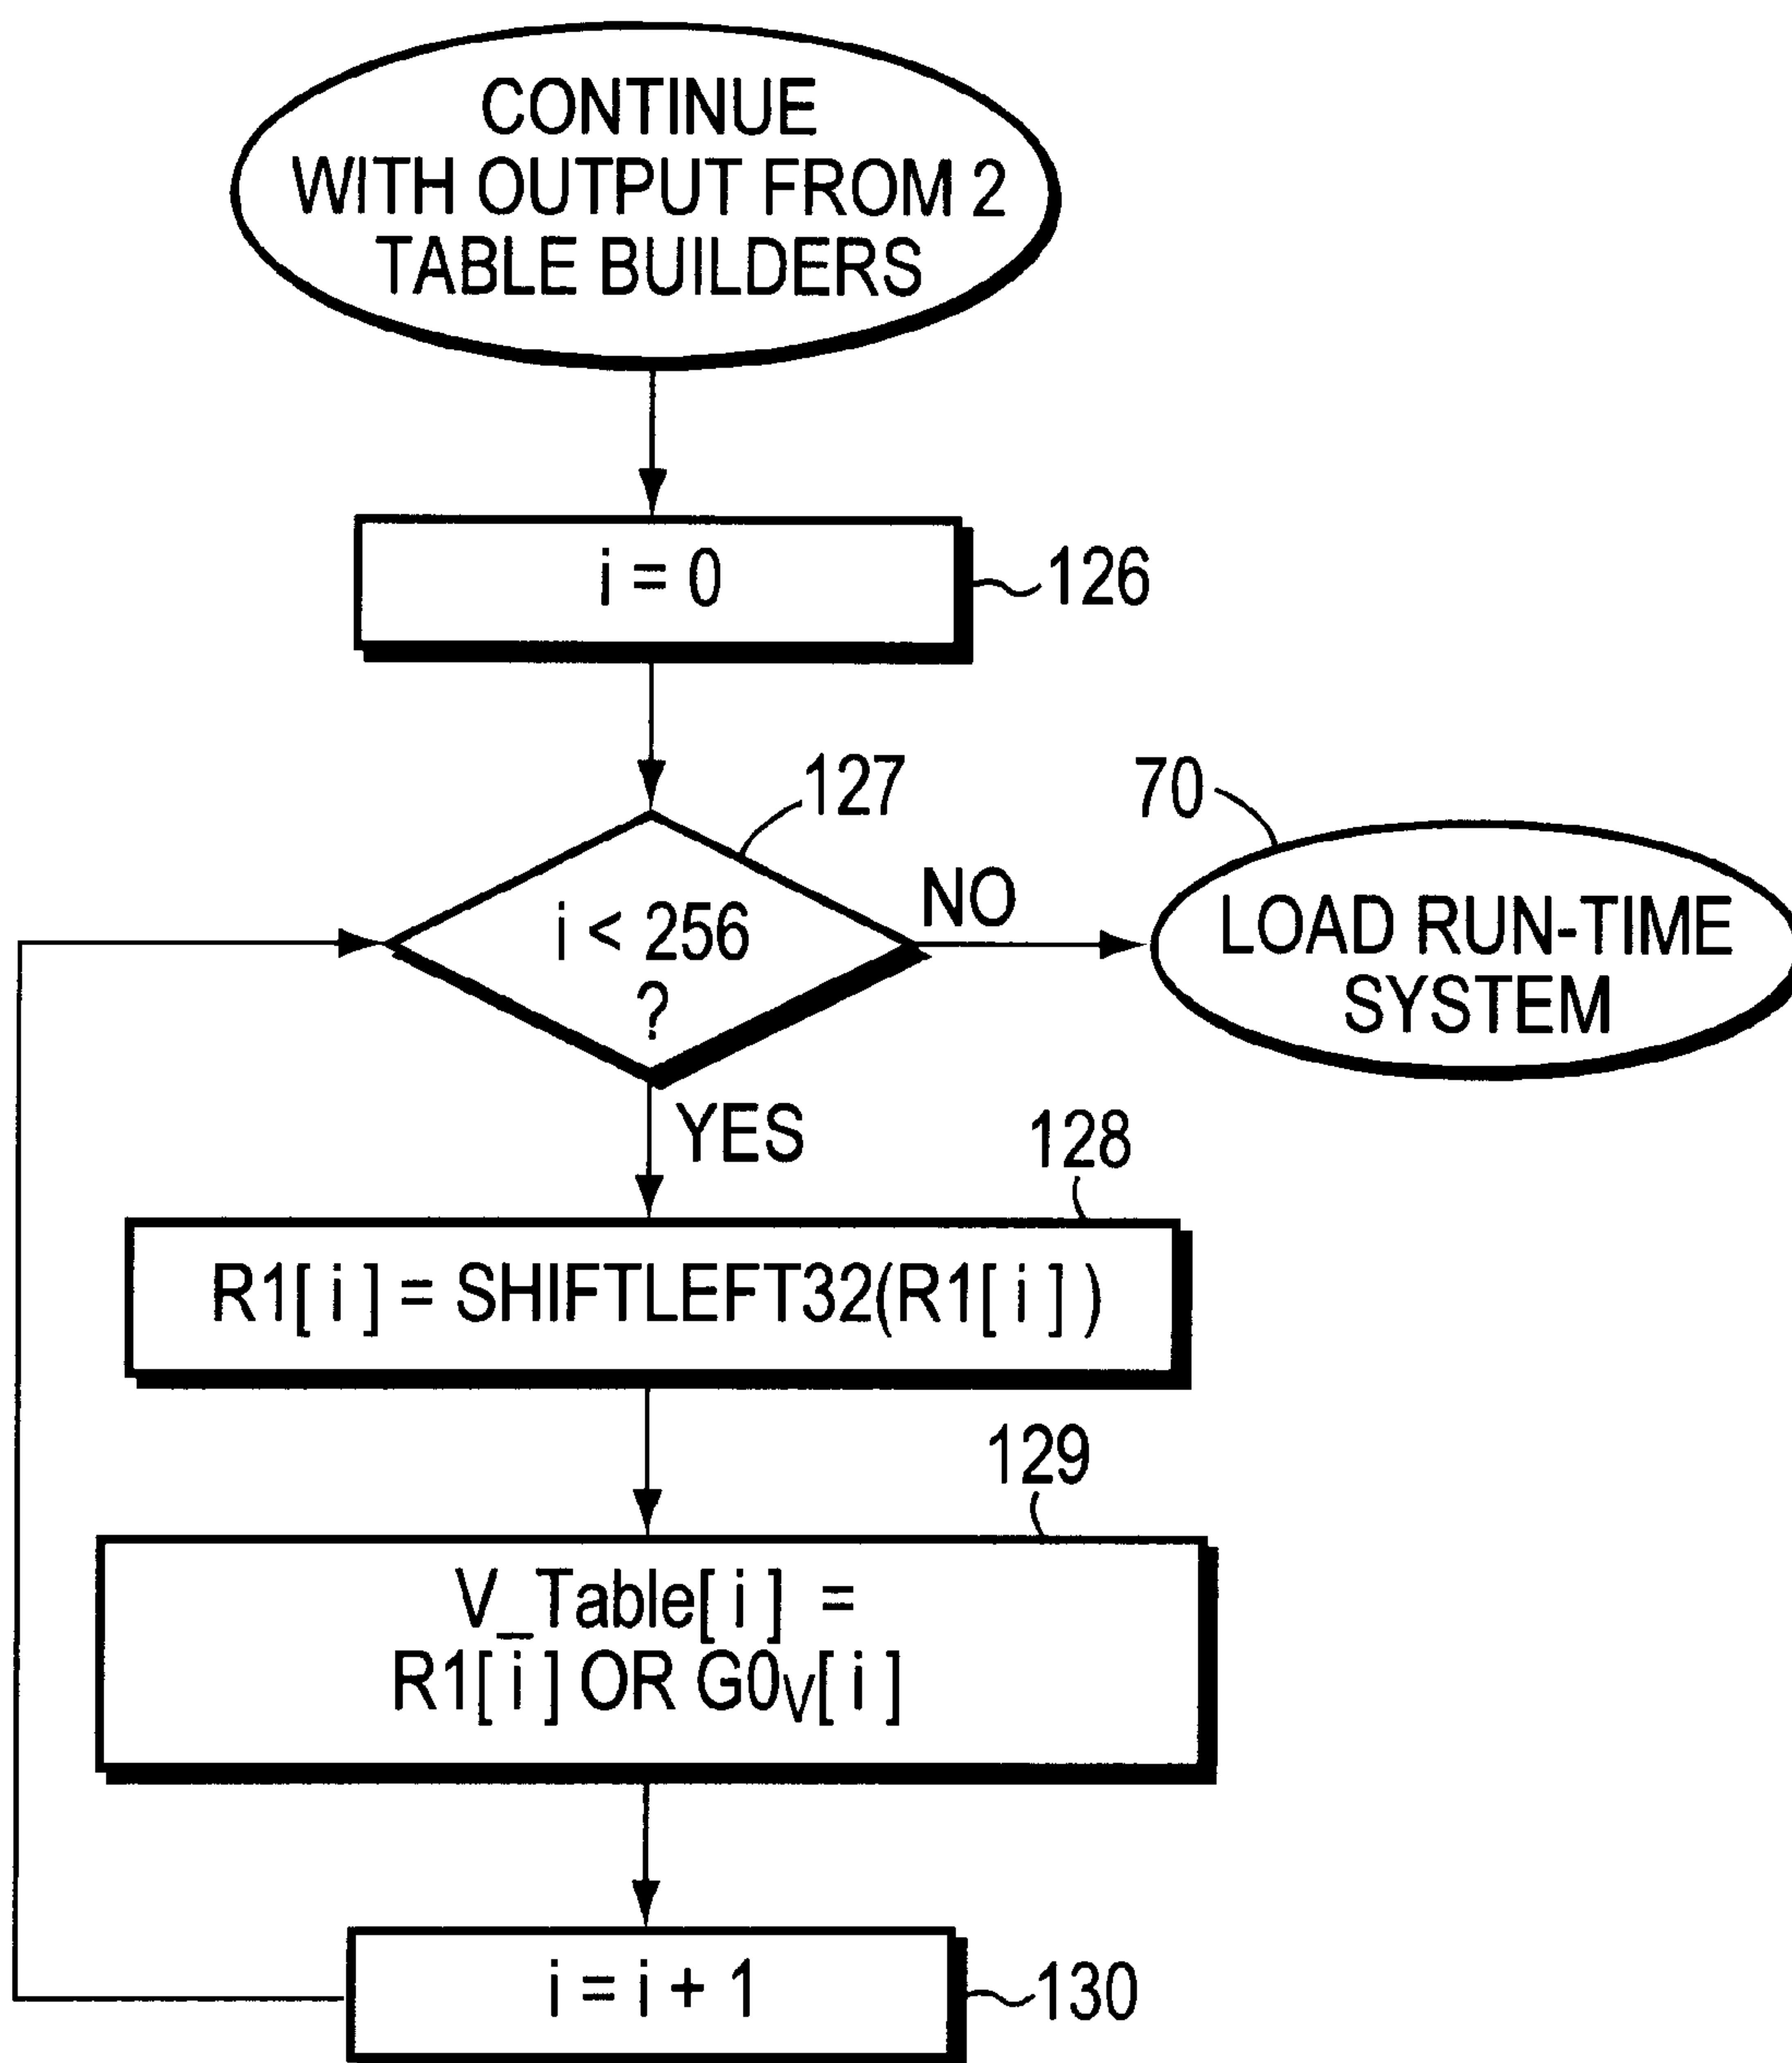 CONTINUE
WITH OUTPUT FROM 2
TABLE BUILDERS
i = 0
126
127
i < 256
?
NO
70
LOAD RUN-TIME
SYSTEM
YES
128
R1[ i ] = SHIFTLEFT32(R1[ i ])
129
V_Table[ i ] =
R1[ i ] OR G0V[ i ]
i = i + 1
130